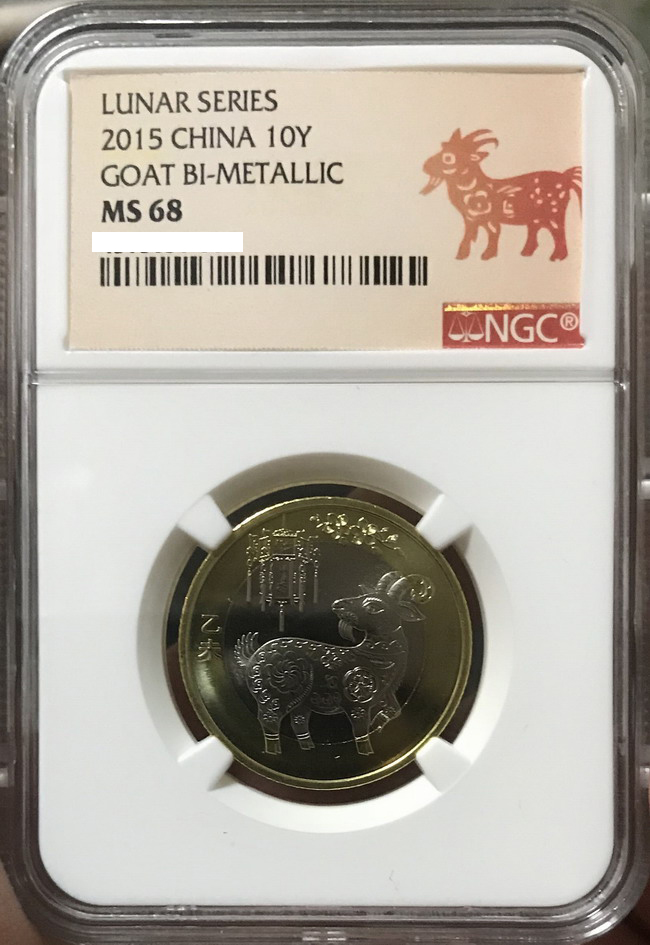 LUNAR SERIES
2015 CHINA 10Y
GOAT BI-METALLIC
MS 68
NGC®
乙
未